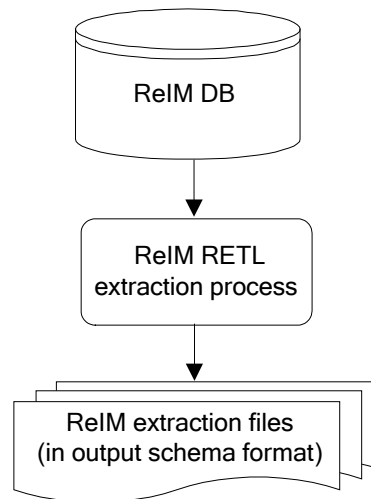 ReIM DB
ReIM RETL
extraction process
ReIM extraction files
(in output schema format)